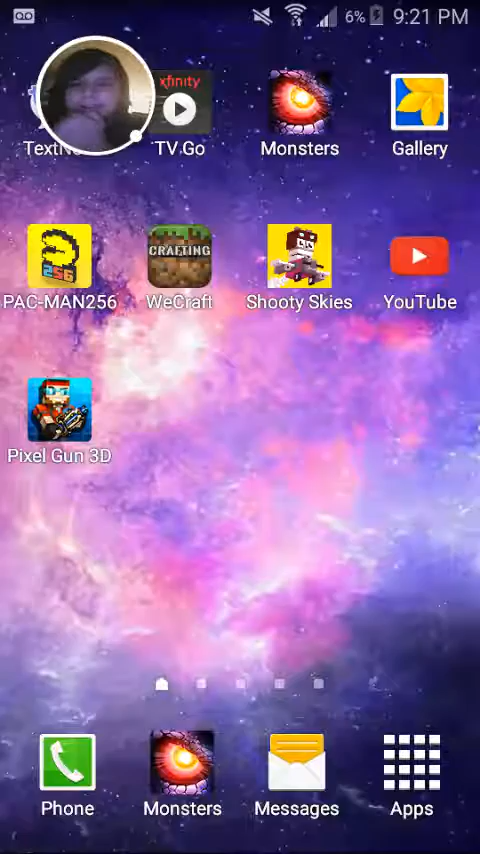 6% 9:21 PM
xfinity
TextN TV Go Monsters Gallery
256
CRAFTING
PAC-MAN256 WeCraft Shooty Skies YouTube
Pixel Gun 3D
Phone Monsters Messages Apps